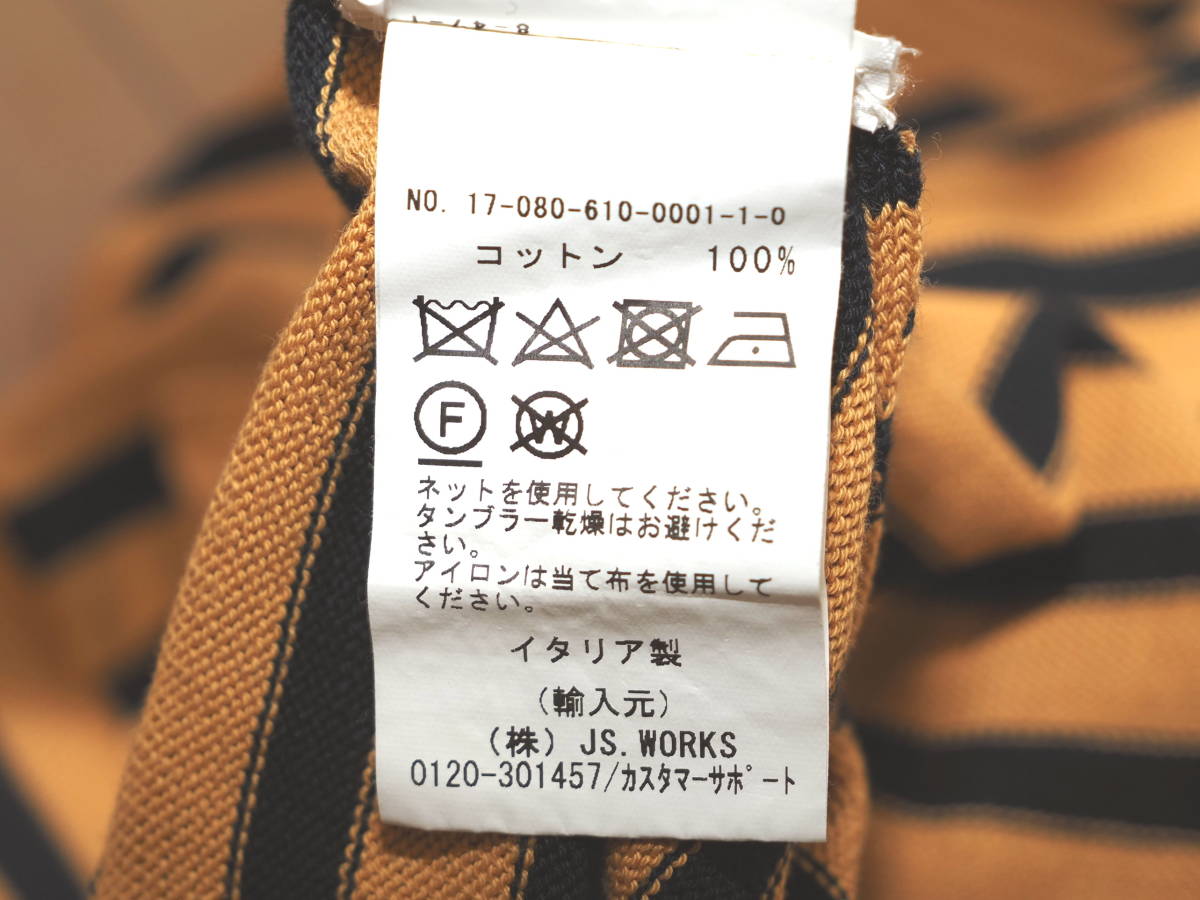 NO. 17-080-610-0001-1-0
コットン 100%
F W
ネットを使用してください。
タンブラー乾燥はお避けくだ
さい。
アイロンは当て布を使用して
ください。
イタリア製
(輸入元)
(株) JS.WORKS
0120-301457/カスタマーサポート